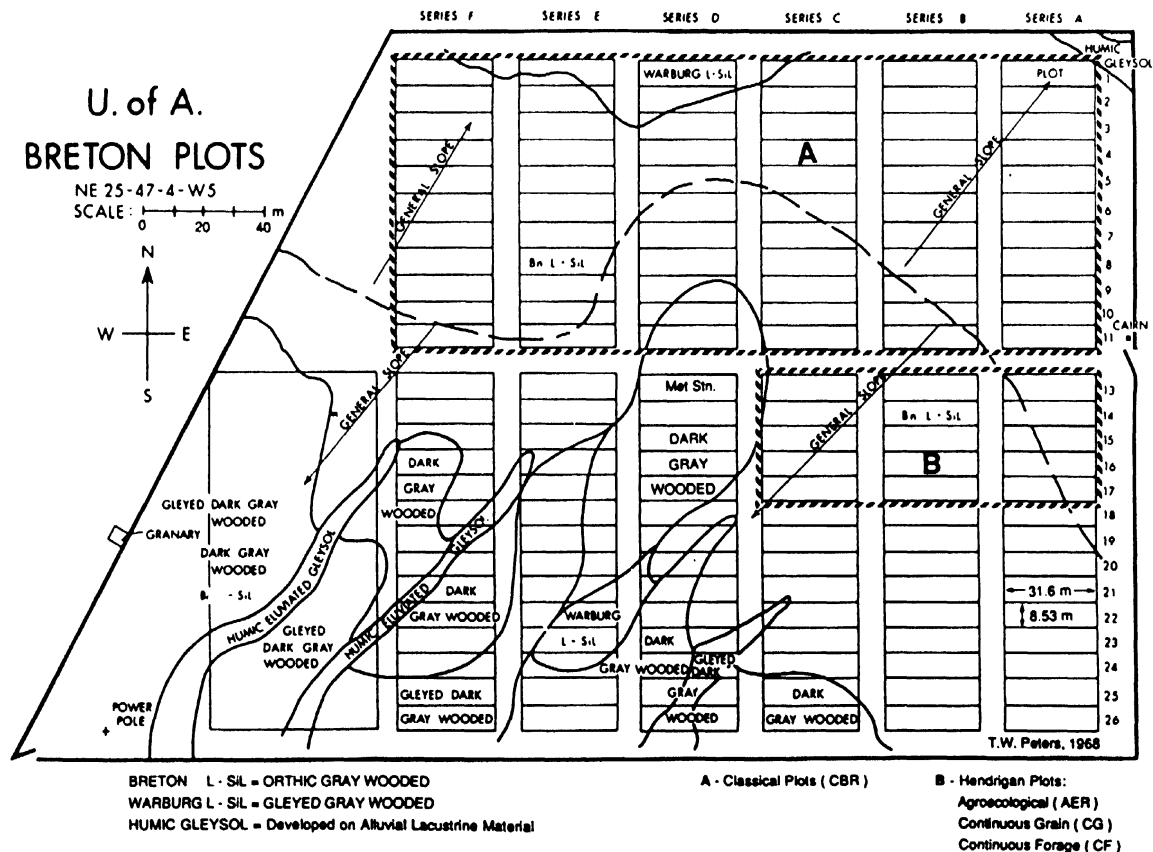 SERIES F
SERIES E
SERIES D
SERIES C
SERIES B
SERIES A
HUMIC
GLEYSOL
U. of A.
BRETON PLOTS
NE 25-47-4-W5
SCALE: 0 20 40 m
N
W E
S
WARBURG L-SiL
PLOT
1
2
3
4
5
6
7
8
9
10
11
GENERAL SLOPE
A
GENERAL SLOPE
Bn L-SiL
CAIRN
GENERAL SLOPE
Met Stn.
GENERAL SLOPE
Bn L-SiL
B
13
14
15
16
17
18
19
20
21
22
23
24
25
26
DARK
GRAY
WOODED
DARK
GRAY
WOODED
GLEYED DARK GRAY
WOODED
GRANARY
DARK GRAY
WOODED
- SiL
HUMIC ELUVIATED GLEYSOL
GLEYED
DARK GRAY
WOODED
HUMIC ELUVIATED GLEYSOL
DARK
GRAY WOODED
WARBURG
L-SiL
DARK
GRAY WOODED
GLEYED
DARK
GRAY
WOODED
31.6 m
8.53 m
GLEYED DARK
GRAY WOODED
DARK
GRAY WOODED
POWER
POLE
T.W. Peters, 1968
BRETON L-SiL = ORTHIC GRAY WOODED
WARBURG L-SiL = GLEYED GRAY WOODED
HUMIC GLEYSOL = Developed on Alluvial Lacustrine Material
A - Classical Plots (CBR)
B - Hendrigan Plots:
Agroecological (AER)
Continuous Grain (CG)
Continuous Forage (CF)